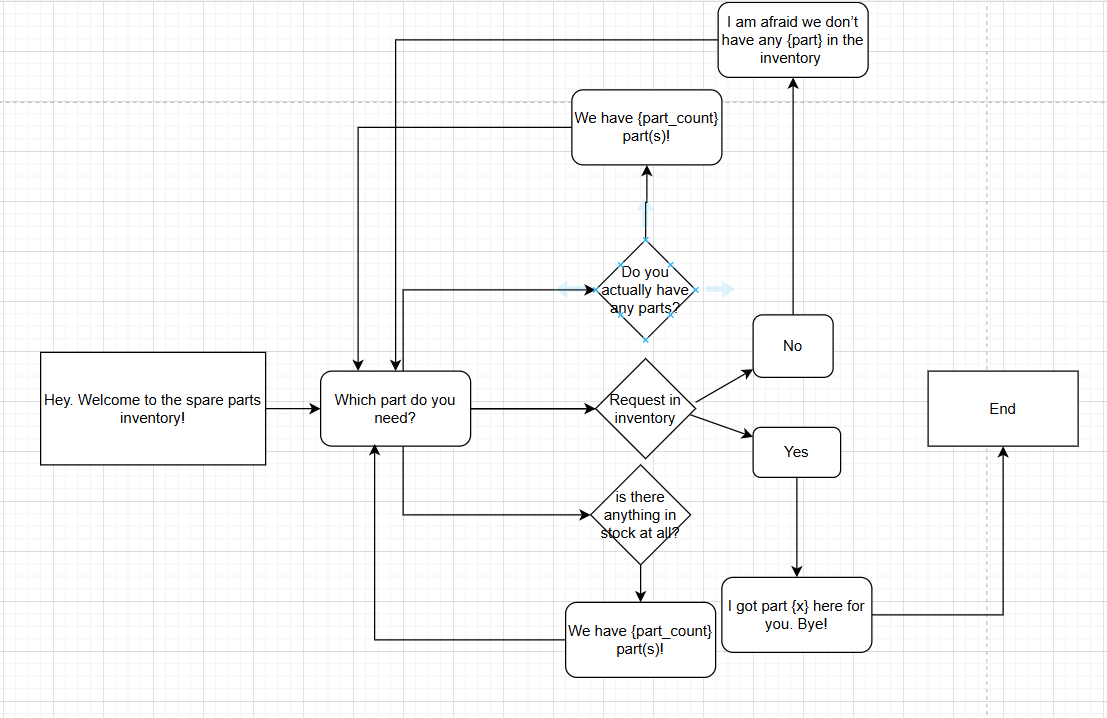 I am afraid we don't
have any {part} in the
inventory
We have {part_count}
part(s)!
Do you
actually have
any parts?
No
Hey. Welcome to the spare parts
inventory!
Which part do you
need?
Request in
inventory
End
Yes
is there
anything in
stock at all?
I got part {x} here for
you. Bye!
We have {part_count}
part(s)!